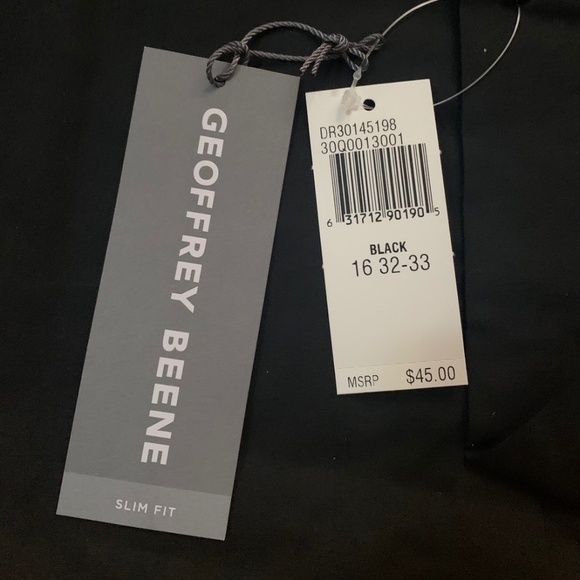 GEOFFREY BEENE
SLIM FIT
DR30145198
30Q0013001
6 31712 90190 5
BLACK
16 32-33
MSRP $45.00